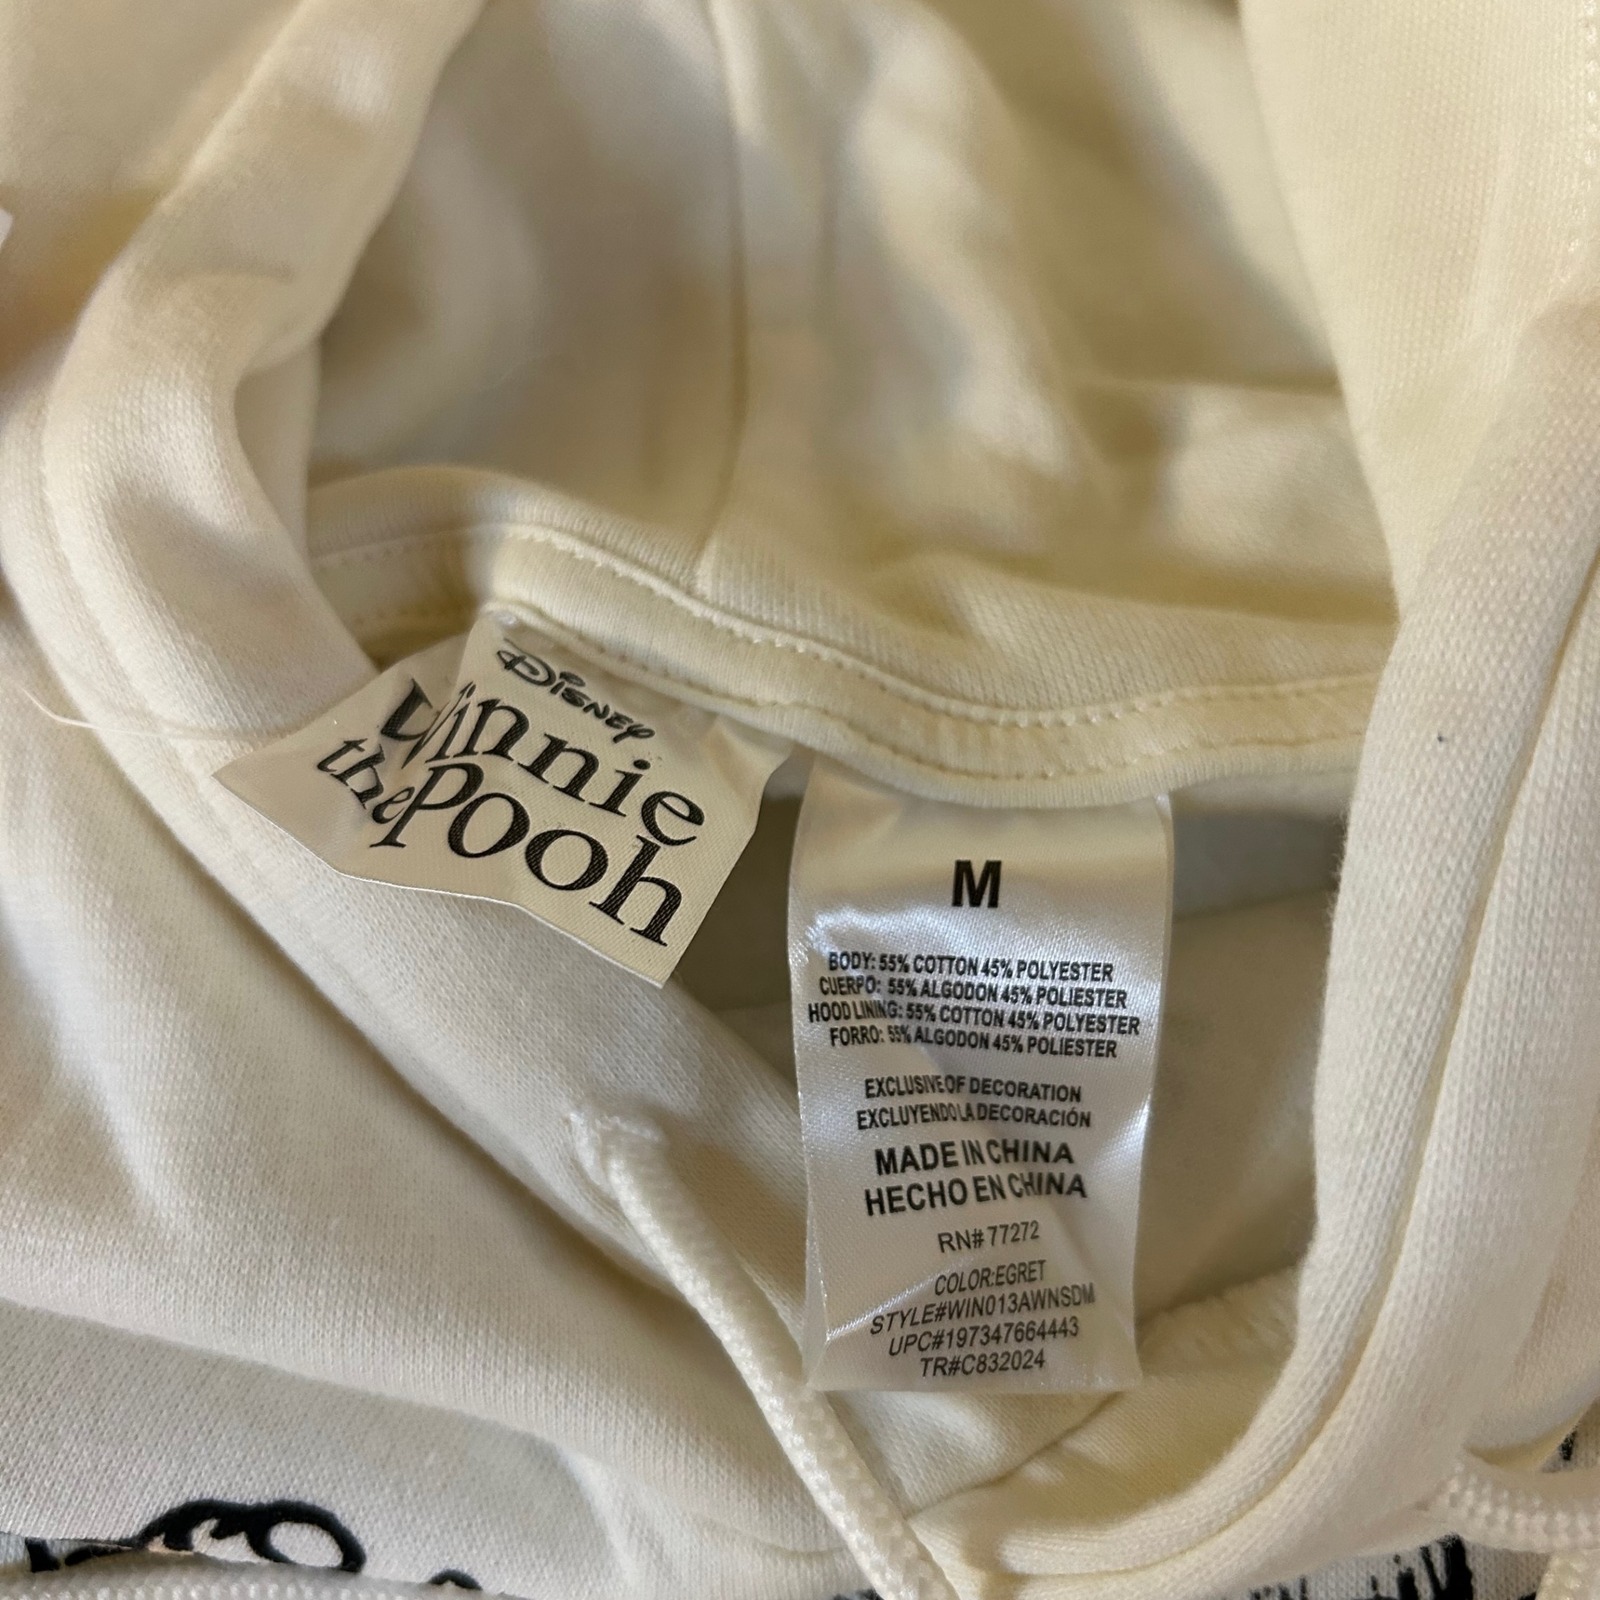 Disney
Winnie
the Pooh
M
BODY: 55% COTTON 45% POLYESTER
CUERPO: 55% ALGODON 45% POLIESTER
HOOD LINING: 55% COTTON 45% POLYESTER
FORRO: 55% ALGODON 45% POLIESTER
EXCLUSIVE OF DECORATION
EXCLUYENDO LA DECORACIÓN
MADE IN CHINA
HECHO EN CHINA
RN# 77272
COLOR:EGRET
STYLE#WIN013AWNSDM
UPC#197347664443
TR#C832024